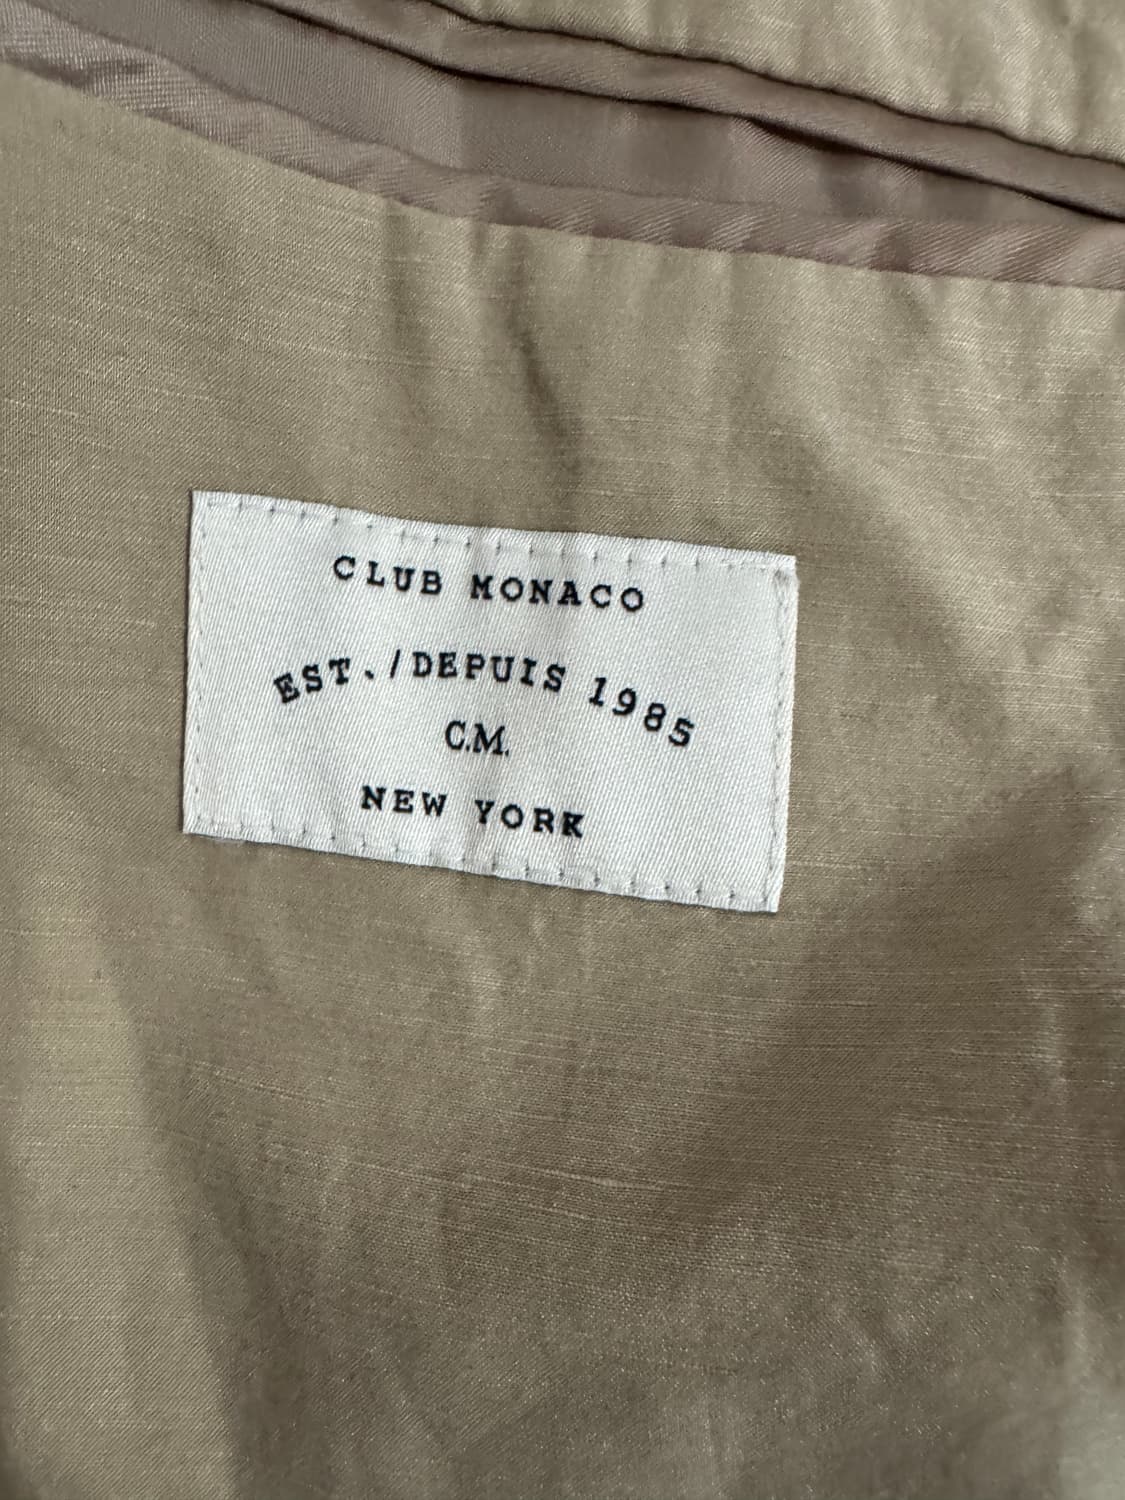 CLUB MONACO
EST./DEPUIS 1985
C.M.
NEW YORK